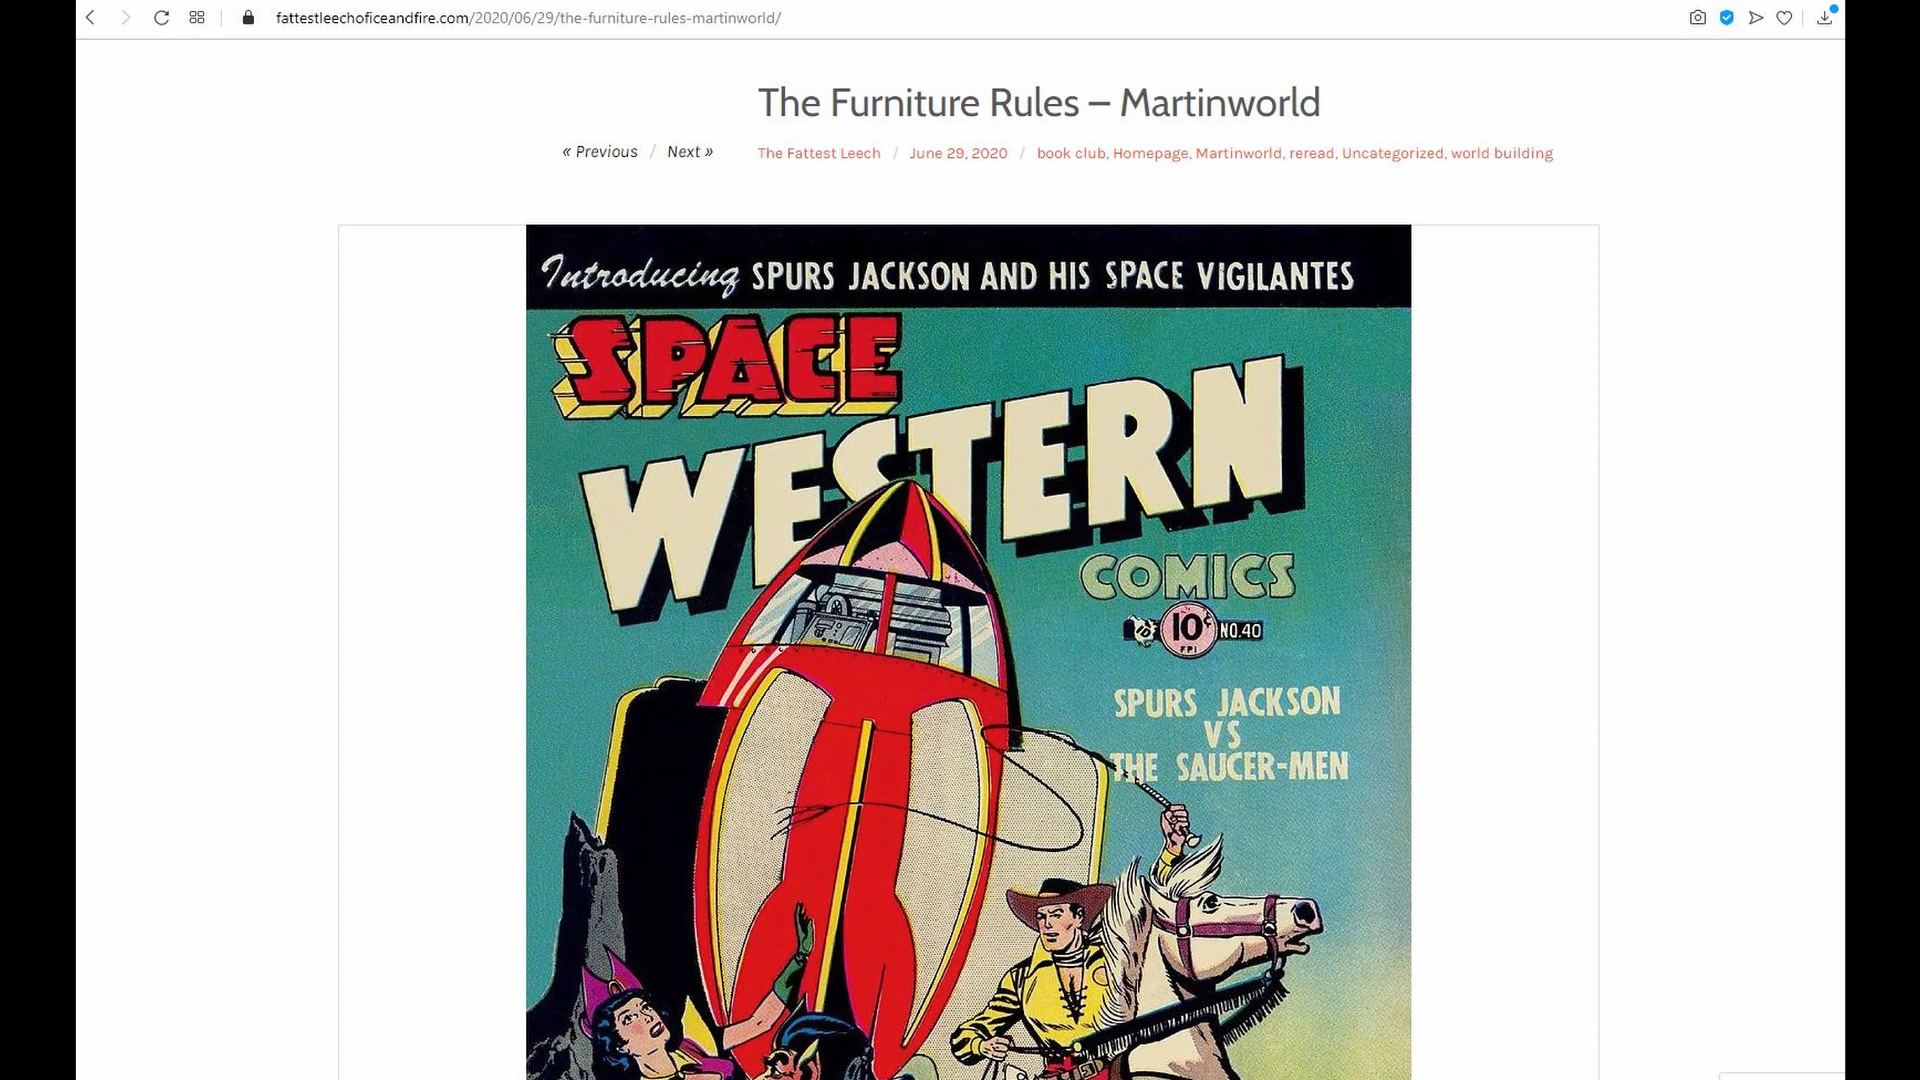 fattestleechoficeandfire.com/2020/06/29/the-furniture-rules-martinworld/
The Furniture Rules – Martinworld
« Previous / Next »
The Fattest Leech / June 29, 2020 / book club, Homepage, Martinworld, reread, Uncategorized, world building
Introducing SPURS JACKSON AND HIS SPACE VIGILANTES
SPACE
WESTERN
COMICS
10¢ NO.40
FPI
SPURS JACKSON
VS
THE SAUCER-MEN